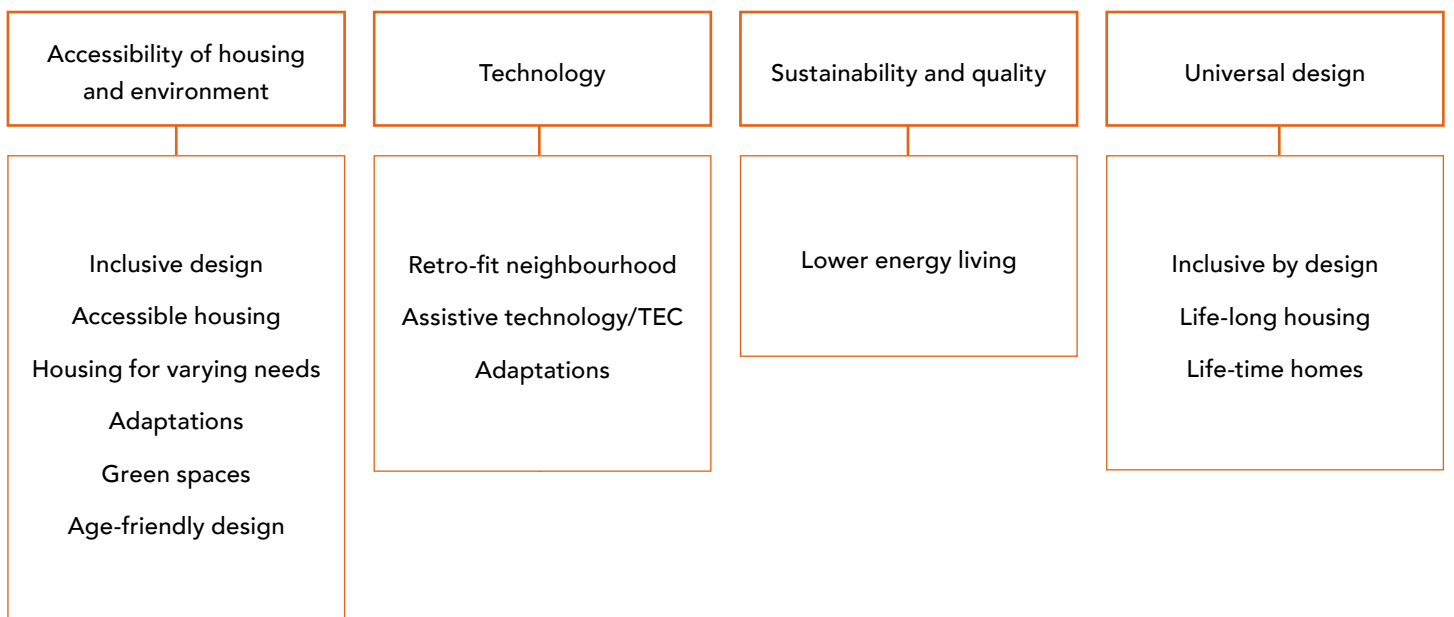 Accessibility of housing
and environment
Inclusive design
Accessible housing
Housing for varying needs
Adaptations
Green spaces
Age-friendly design
Technology
Retro-fit neighbourhood
Assistive technology/TEC
Adaptations
Sustainability and quality
Lower energy living
Universal design
Inclusive by design
Life-long housing
Life-time homes